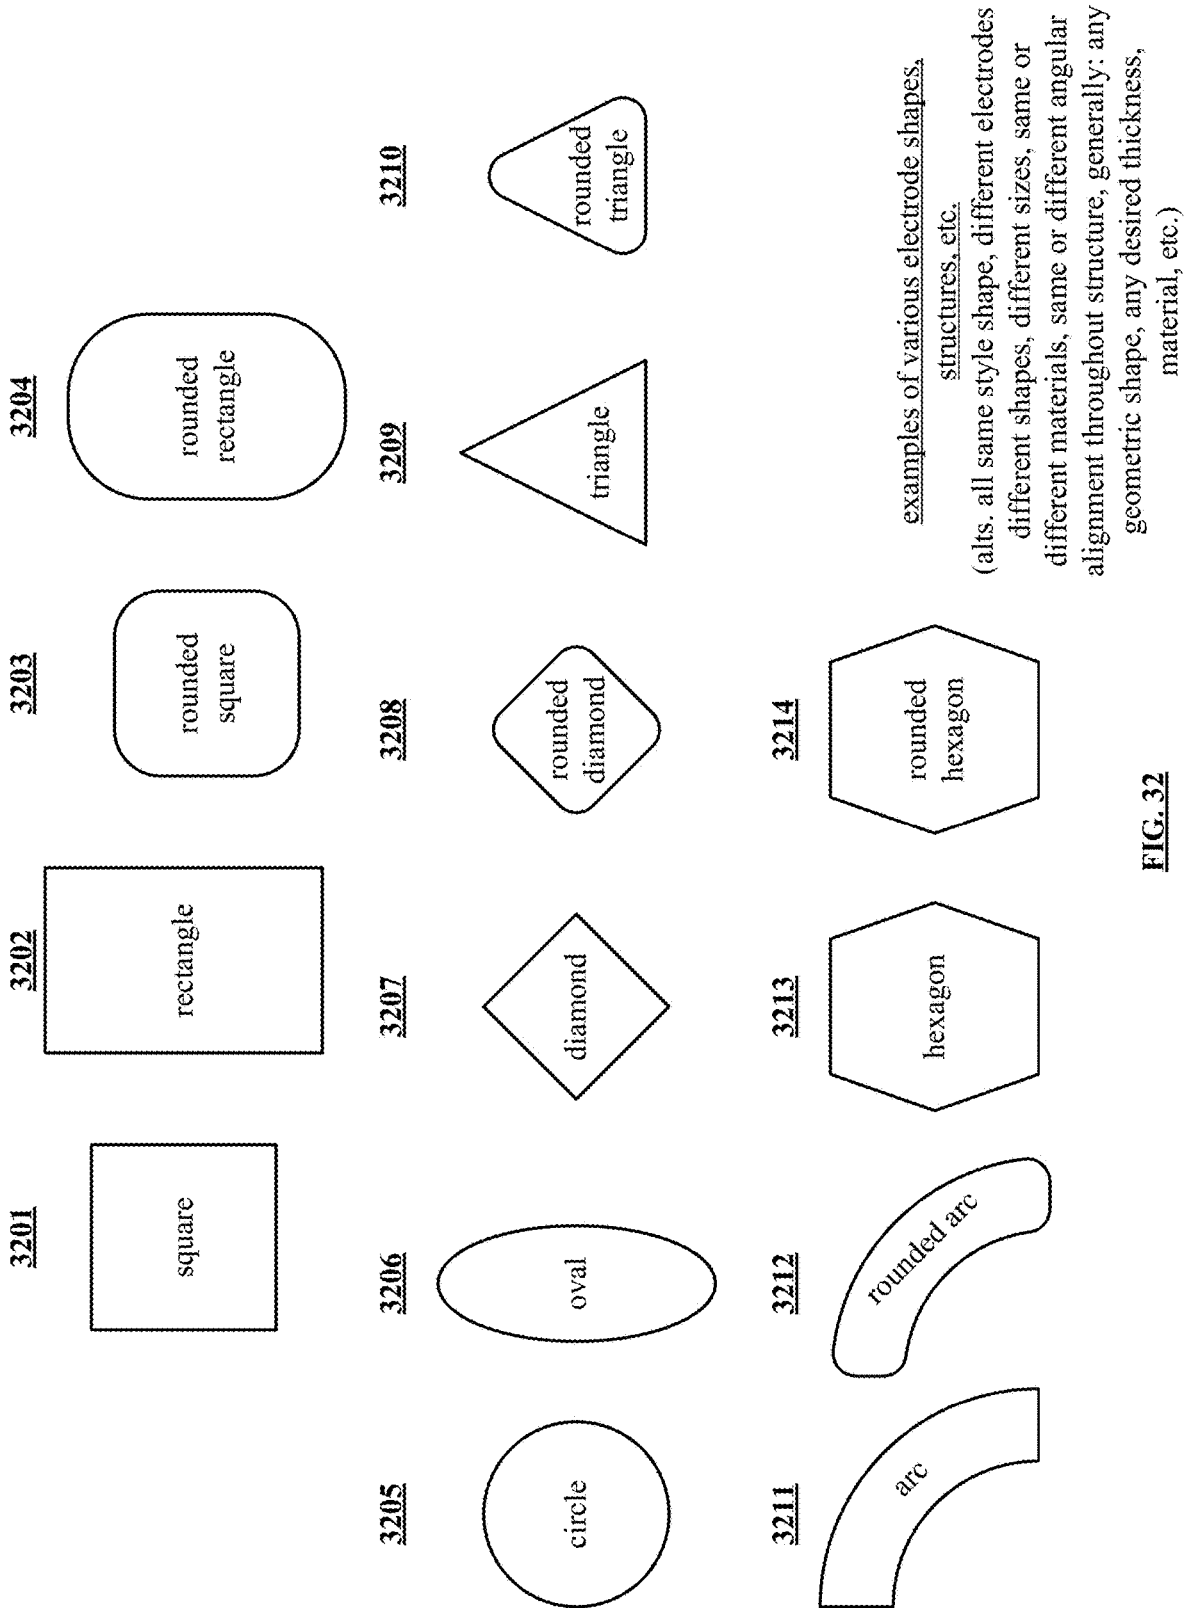 3201
square
3202
rectangle
3203
rounded
square
3204
rounded
rectangle
3205
circle
3206
oval
3207
diamond
3208
rounded
diamond
3209
triangle
3210
rounded
triangle
3211
arc
3212
rounded arc
3213
hexagon
3214
rounded
hexagon
examples of various electrode shapes,
structures, etc.
(alts. all same style shape, different electrodes
different shapes, different sizes, same or
different materials, same or different angular
alignment throughout structure, generally: any
geometric shape, any desired thickness,
material, etc.)
FIG. 32